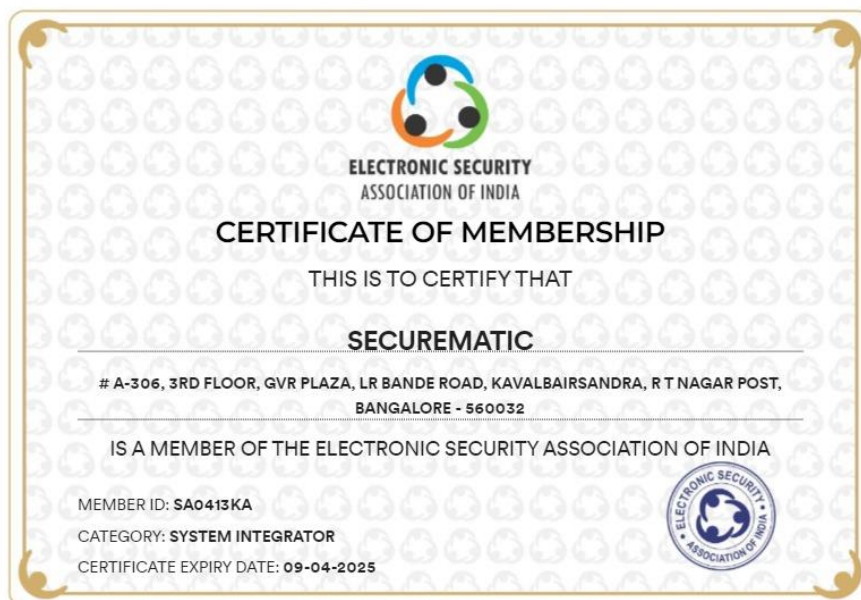 ELECTRONIC SECURITY
ASSOCIATION OF INDIA
CERTIFICATE OF MEMBERSHIP
THIS IS TO CERTIFY THAT
SECUREMATIC
# A-306, 3RD FLOOR, GVR PLAZA, LR BANDE ROAD, KAVALBAIRSANDRA, R T NAGAR POST,
BANGALORE - 560032
IS A MEMBER OF THE ELECTRONIC SECURITY ASSOCIATION OF INDIA
MEMBER ID: SA0413KA
CATEGORY: SYSTEM INTEGRATOR
CERTIFICATE EXPIRY DATE: 09-04-2025
• ELECTRONIC SECURITY •
ASSOCIATION OF INDIA